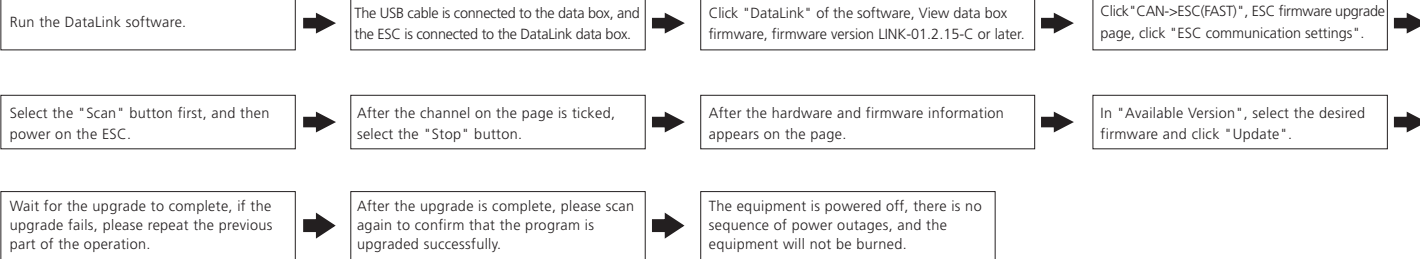 Run the DataLink software.
The USB cable is connected to the data box, and
the ESC is connected to the DataLink data box.
Click "DataLink" of the software, View data box
firmware, firmware version LINK-01.2.15-C or later.
Click"CAN->ESC(FAST)", ESC firmware upgrade
page, click "ESC communication settings".
Select the "Scan" button first, and then
power on the ESC.
After the channel on the page is ticked,
select the "Stop" button.
After the hardware and firmware information
appears on the page.
In "Available Version", select the desired
firmware and click "Update".
Wait for the upgrade to complete, if the
upgrade fails, please repeat the previous
part of the operation.
After the upgrade is complete, please scan
again to confirm that the program is
upgraded successfully.
The equipment is powered off, there is no
sequence of power outages, and the
equipment will not be burned.